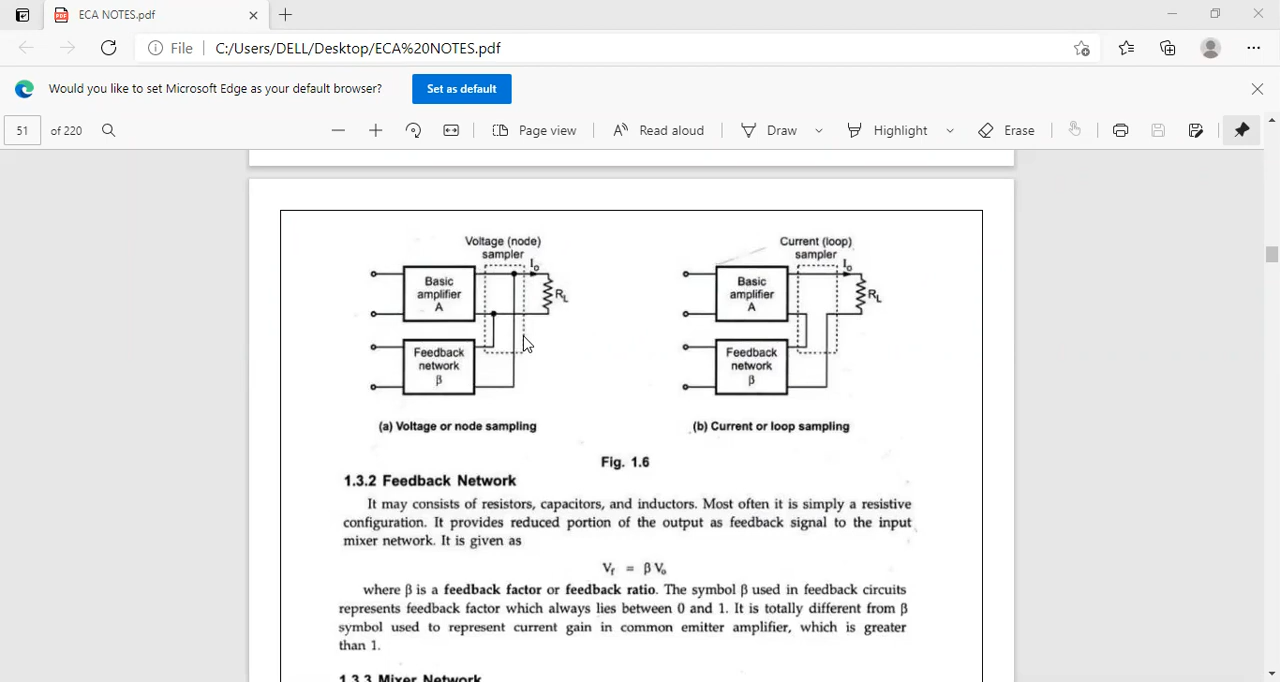 ECA NOTES.pdf
File
C:/Users/DELL/Desktop/ECA%20NOTES.pdf
Would you like to set Microsoft Edge as your default browser?
Set as default
51 of 220
Page view
Read aloud
Draw
Highlight
Erase
Voltage (node)
sampler
Io
Basic
amplifier
A
RL
Feedback
network
β
(a) Voltage or node sampling
Current (loop)
sampler
Io
Basic
amplifier
A
RL
Feedback
network
β
(b) Current or loop sampling
Fig. 1.6
1.3.2 Feedback Network
It may consists of resistors, capacitors, and inductors. Most often it is simply a resistive
configuration. It provides reduced portion of the output as feedback signal to the input
mixer network. It is given as
Vf = β Vo
where β is a feedback factor or feedback ratio. The symbol β used in feedback circuits
represents feedback factor which always lies between 0 and 1. It is totally different from β
symbol used to represent current gain in common emitter amplifier, which is greater
than 1.
1.3.3 Mixer Network